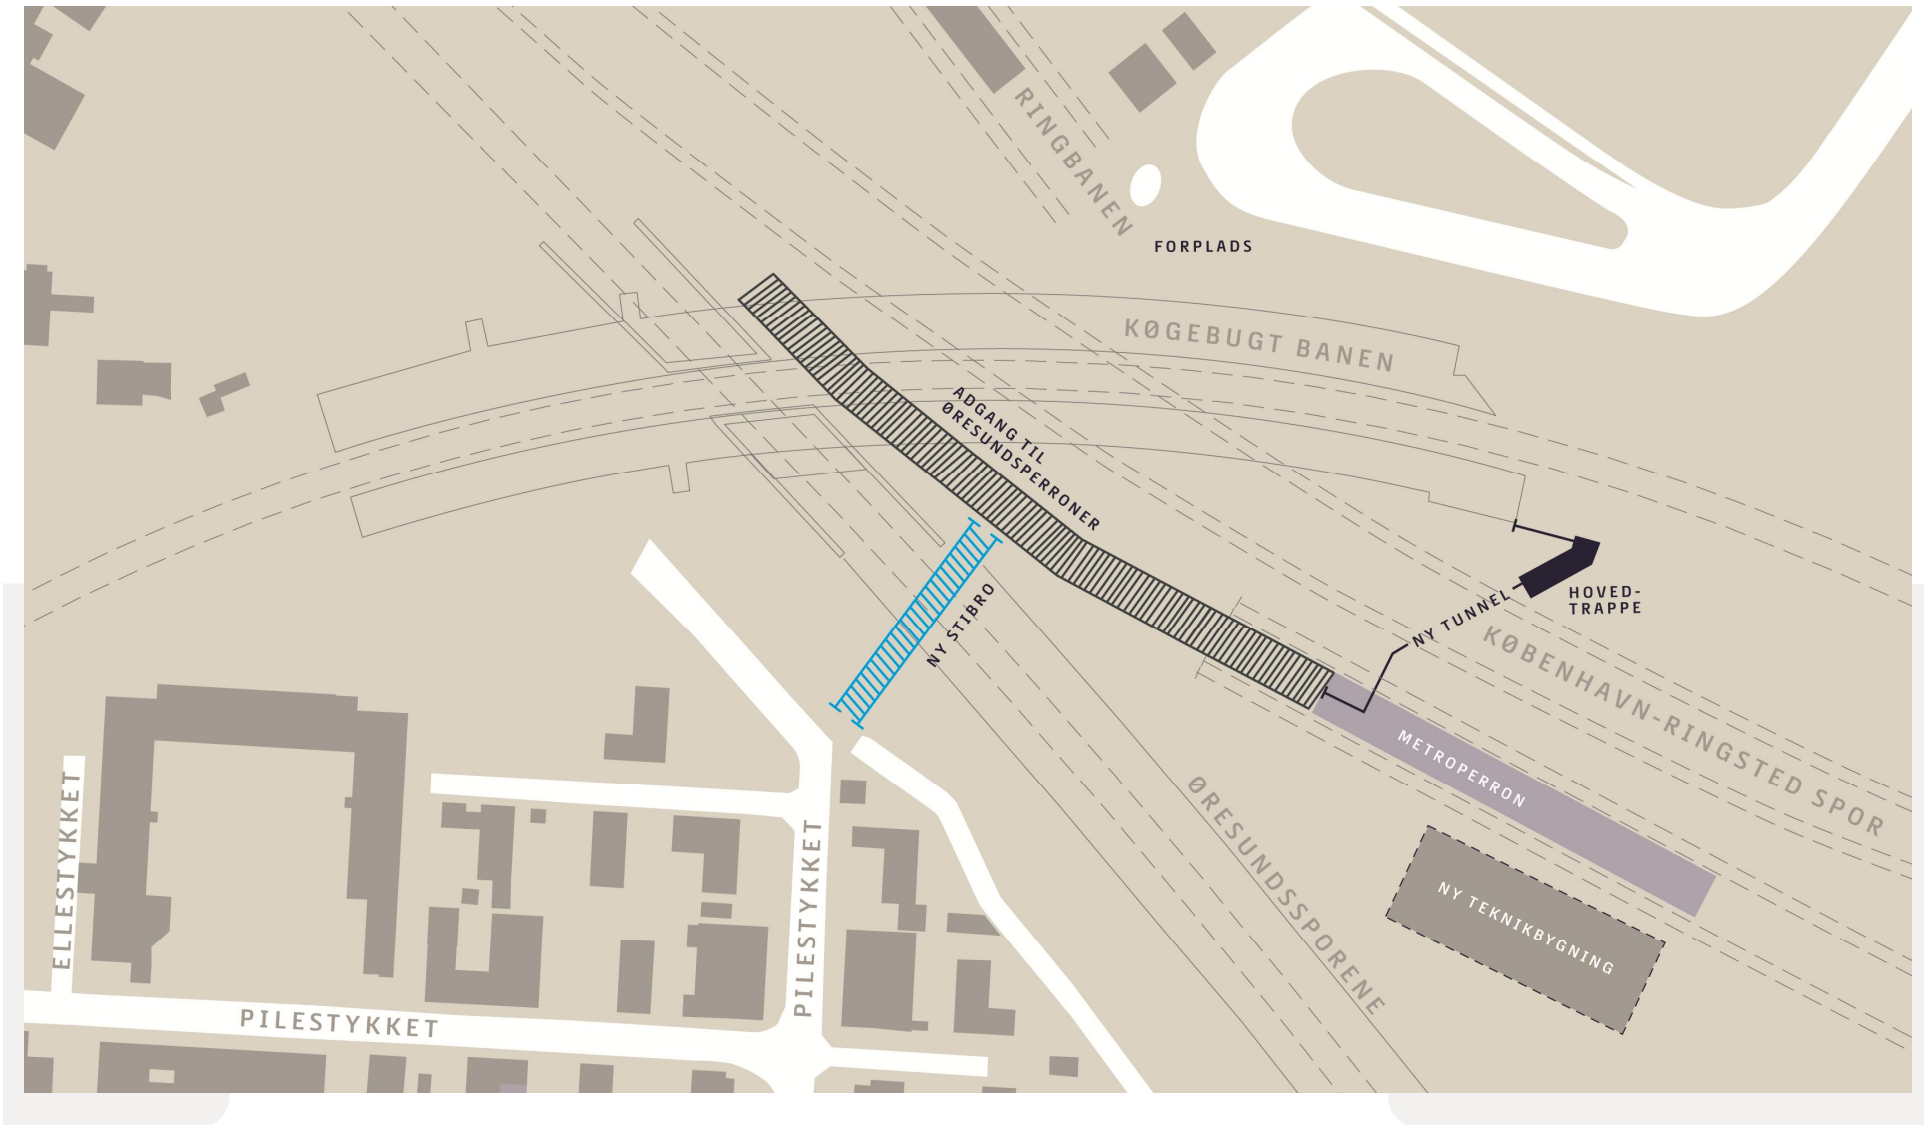 RINGBANEN
FORPLADS
KØGEBUGT BANEN
ADGANG TIL
ØRESUNDSPERRONER
NY STIBRO
NY TUNNEL
HOVED-
TRAPPE
KØBENHAVN-RINGSTED SPOR
METROPERRON
NY TEKNIKBYGNING
ØRESUNDSSPORENE
ELLESTYKKET
PILESTYKKET
PILESTYKKET